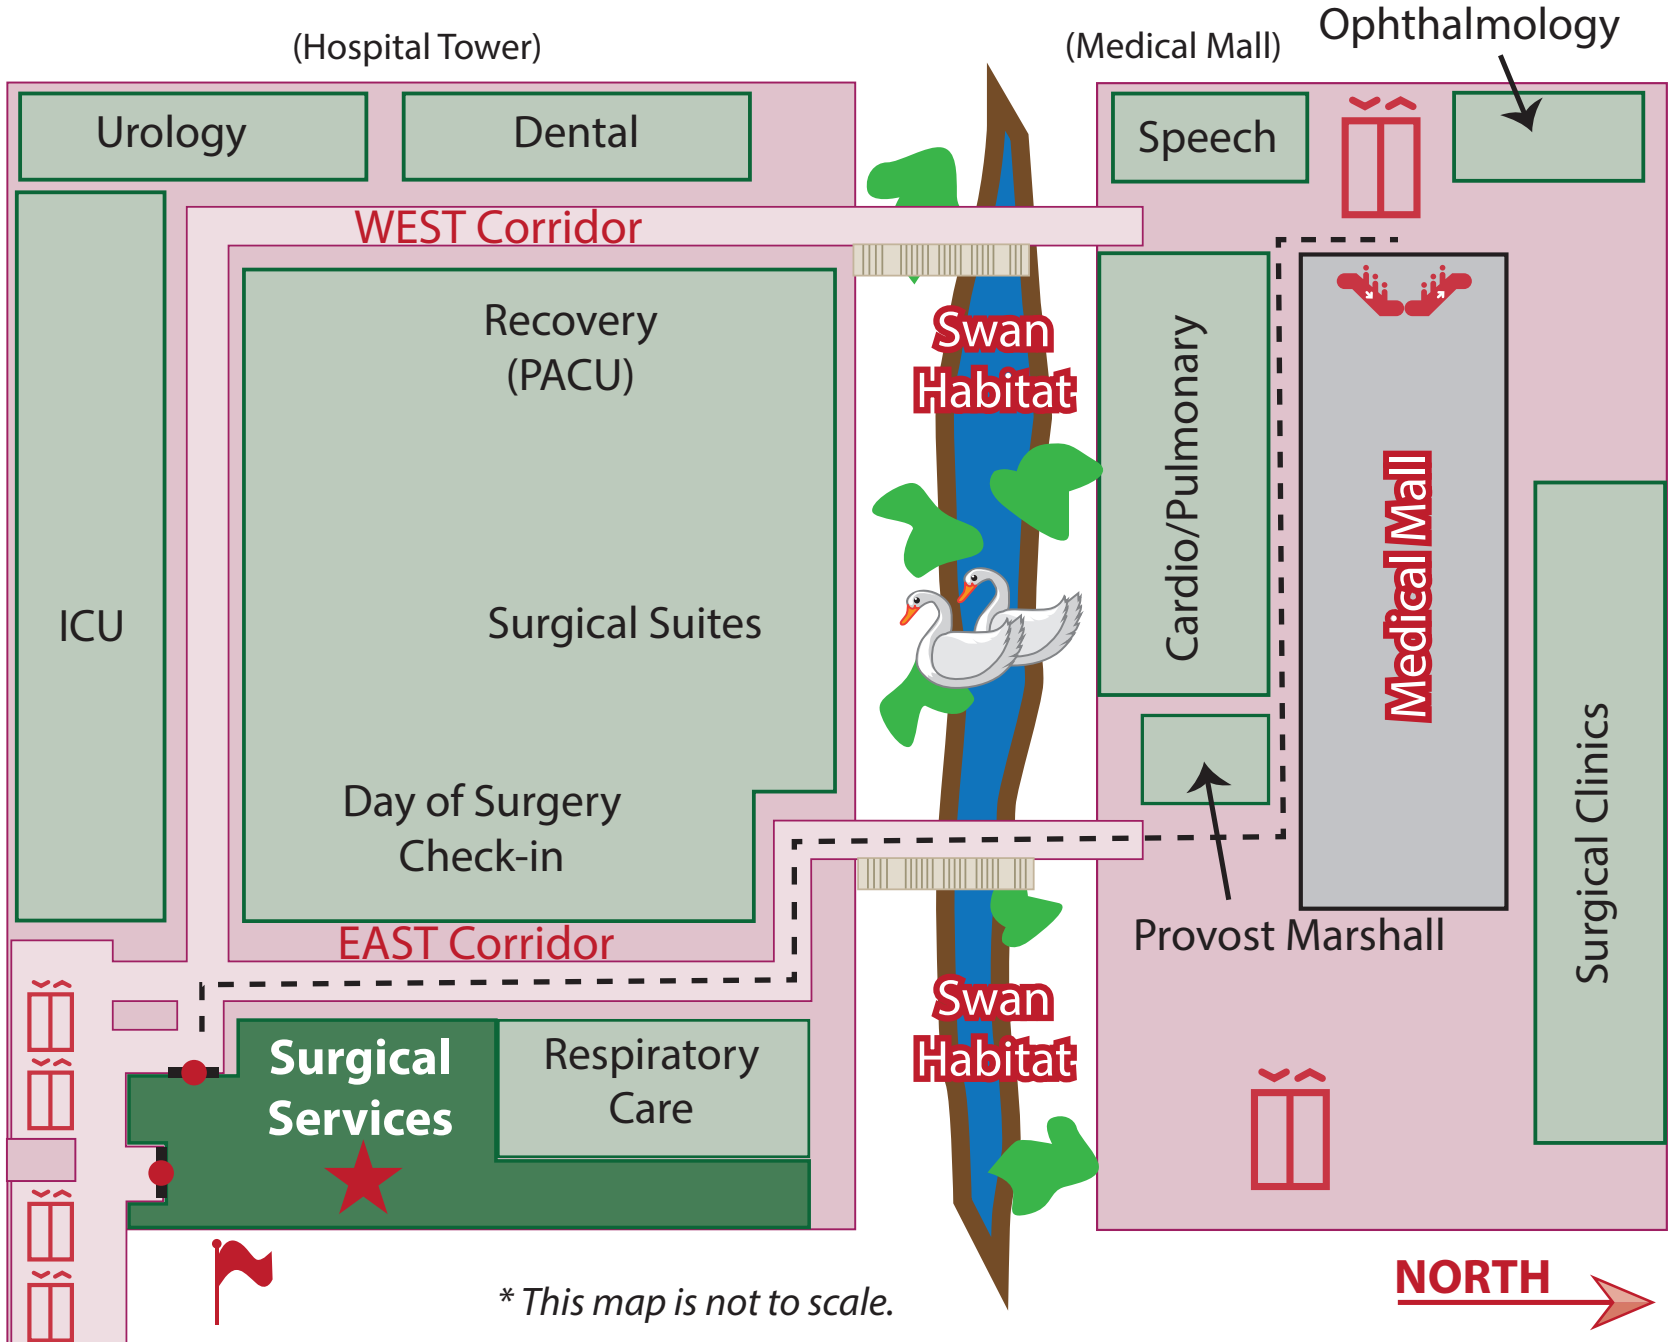 (Hospital Tower)
(Medical Mall)
Ophthalmology
Urology
Dental
Speech
WEST Corridor
Recovery
(PACU)
Swan
Habitat
Cardio/Pulmonary
Medical Mall
ICU
Surgical Suites
Surgical Clinics
Day of Surgery
Check-in
EAST Corridor
Provost Marshall
Swan
Habitat
Surgical
Services
Respiratory
Care
NORTH
* This map is not to scale.